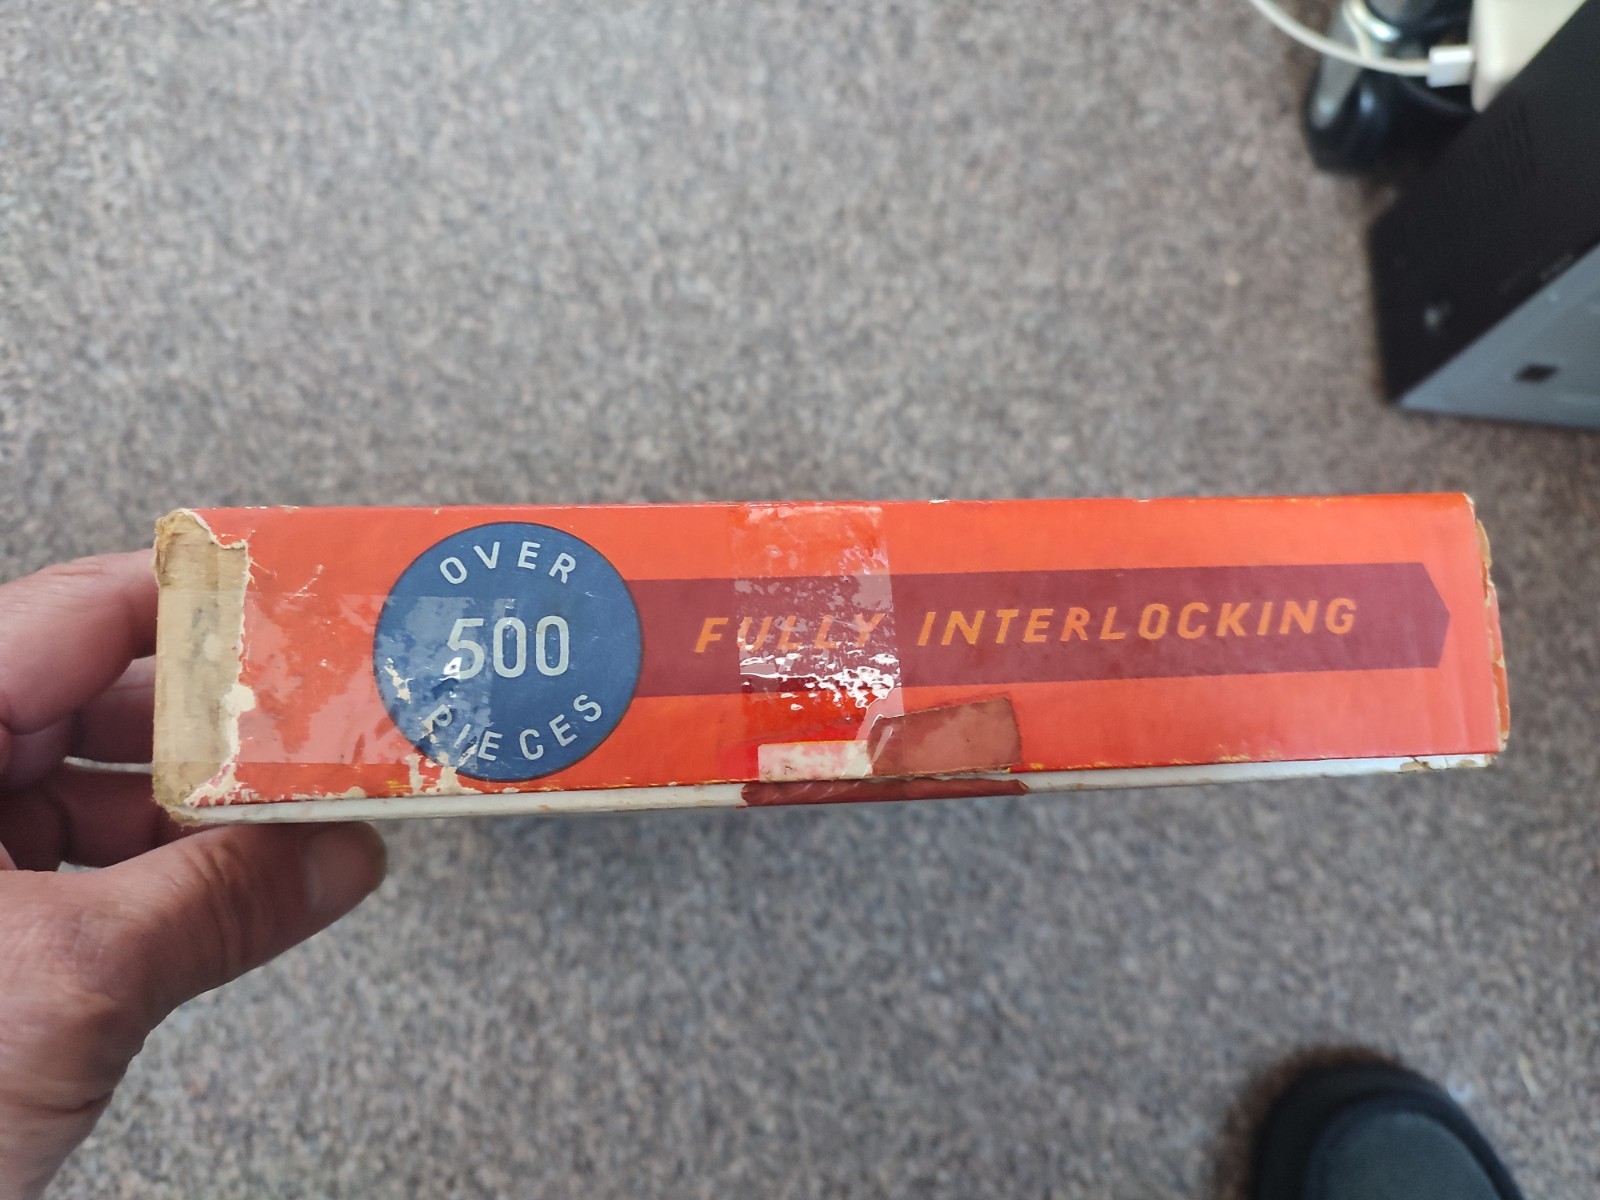 OVER
500
PIECES
FULLY INTERLOCKING